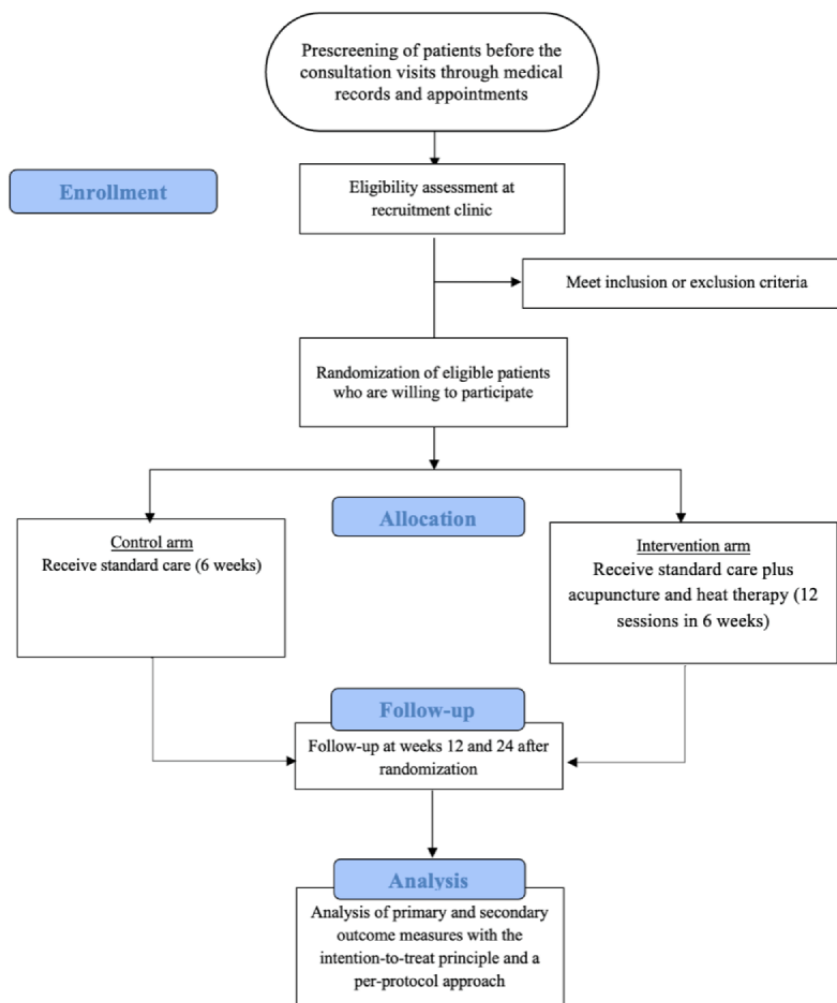 Prescreening of patients before the
consultation visits through medical
records and appointments
Enrollment
Eligibility assessment at
recruitment clinic
Meet inclusion or exclusion criteria
Randomization of eligible patients
who are willing to participate
Allocation
Control arm
Receive standard care (6 weeks)
Intervention arm
Receive standard care plus
acupuncture and heat therapy (12
sessions in 6 weeks)
Follow-up
Follow-up at weeks 12 and 24 after
randomization
Analysis
Analysis of primary and secondary
outcome measures with the
intention-to-treat principle and a
per-protocol approach